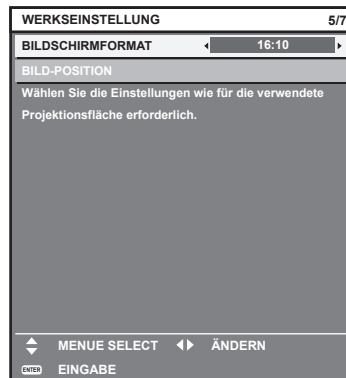 WERKSEINSTELLUNG 5/7
BILDSCHIRMFORMAT 16:10
BILD-POSITION
Wählen Sie die Einstellungen wie für die verwendete
Projektionsfläche erforderlich.
MENUE SELECT ÄNDERN
ENTER EINGABE